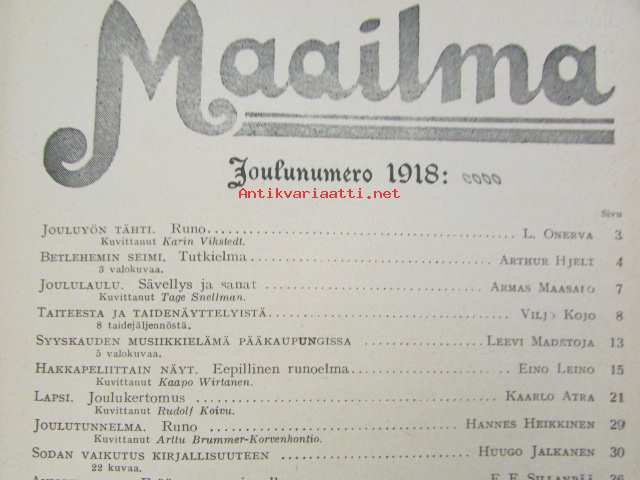 Maailma
Joulunumero 1918:
Antikvariaatti.net
Sivu
JOULUYÖN TÄHTI. Runo L. ONERVA 3
Kuvittanut Karin Vikstedt.
BETLEHEMIN SEIMI. Tutkielma ARTHUR HJELT 4
3 valokuvaa.
JOULULAULU. Sävellys ja sanat ARMAS MAASALO 7
Kuvittanut Tage Snellman.
TAITEESTA JA TAIDENÄYTTELYISTÄ VILJO KOJO 8
8 taidejäljennöstä.
SYYSKAUDEN MUSIIKKIELÄMÄ PÄÄKAUPUNGISSA LEEVI MADETOJA 13
5 valokuvaa.
HAKKAPELIITTAIN NÄYT. Eepillinen runoelma EINO LEINO 15
Kuvittanut Kaapo Wirtanen.
LAPSI. Joulukertomus KAARLO ATRA 21
Kuvittanut Rudolf Koivu.
JOULUTUNNELMA. Runo HANNES HEIKKINEN 29
Kuvittanut Arttu Brummer-Korvenhontio.
SODAN VAIKUTUS KIRJALLISUUTEEN HUUGO JALKANEN 30
22 kuvaa.